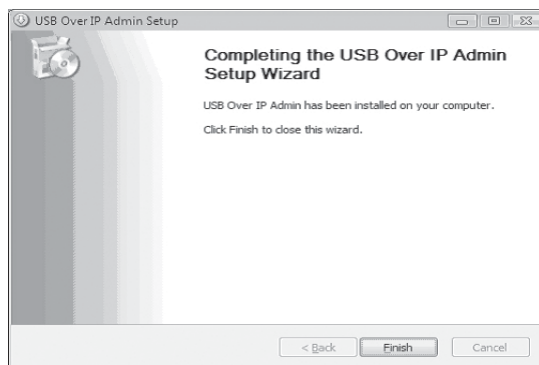 USB Over IP Admin Setup
Completing the USB Over IP Admin
Setup Wizard
USB Over IP Admin has been installed on your computer.
Click Finish to close this wizard.
< Back
Finish
Cancel